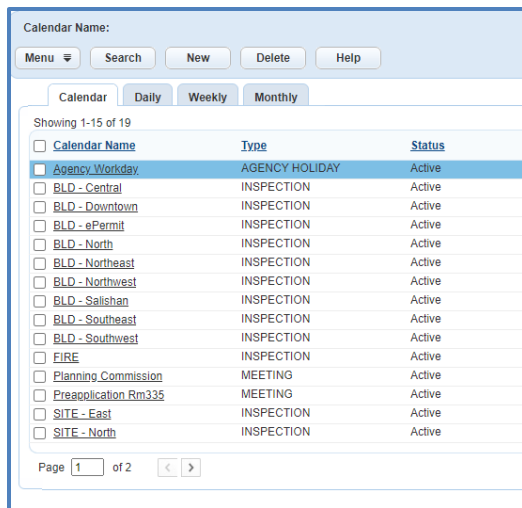 Calendar Name:
Menu Search New Delete Help
Calendar Daily Weekly Monthly
Showing 1-15 of 19
Calendar Name Type Status
Agency Workday AGENCY HOLIDAY Active
BLD - Central INSPECTION Active
BLD - Downtown INSPECTION Active
BLD - ePermit INSPECTION Active
BLD - North INSPECTION Active
BLD - Northeast INSPECTION Active
BLD - Northwest INSPECTION Active
BLD - Salishan INSPECTION Active
BLD - Southeast INSPECTION Active
BLD - Southwest INSPECTION Active
FIRE INSPECTION Active
Planning Commission MEETING Active
Preapplication Rm335 MEETING Active
SITE - East INSPECTION Active
SITE - North INSPECTION Active
Page 1 of 2 < >